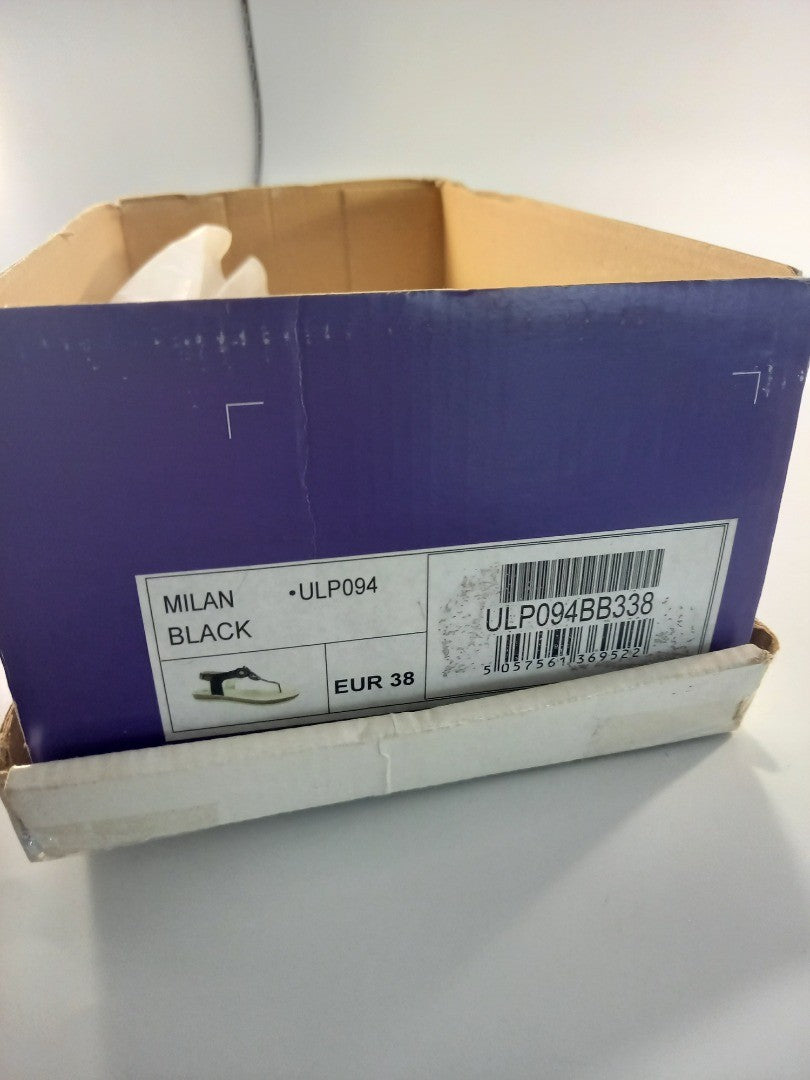 MILAN •ULP094
BLACK
EUR 38
ULP094BB338
5 057561 369522